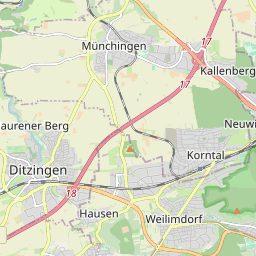 Münchingen
17
Kallenberg
17
aurener Berg
Neuwi
Korntal
Ditzingen
18
Hausen
Weilimdorf